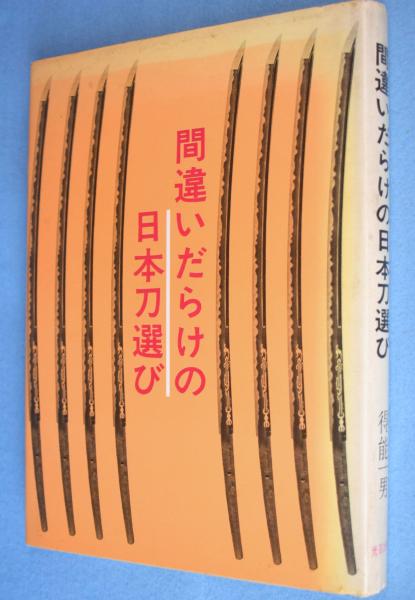 間違いだらけの
日本刀選び
間違いだらけの日本刀選び
得能一男